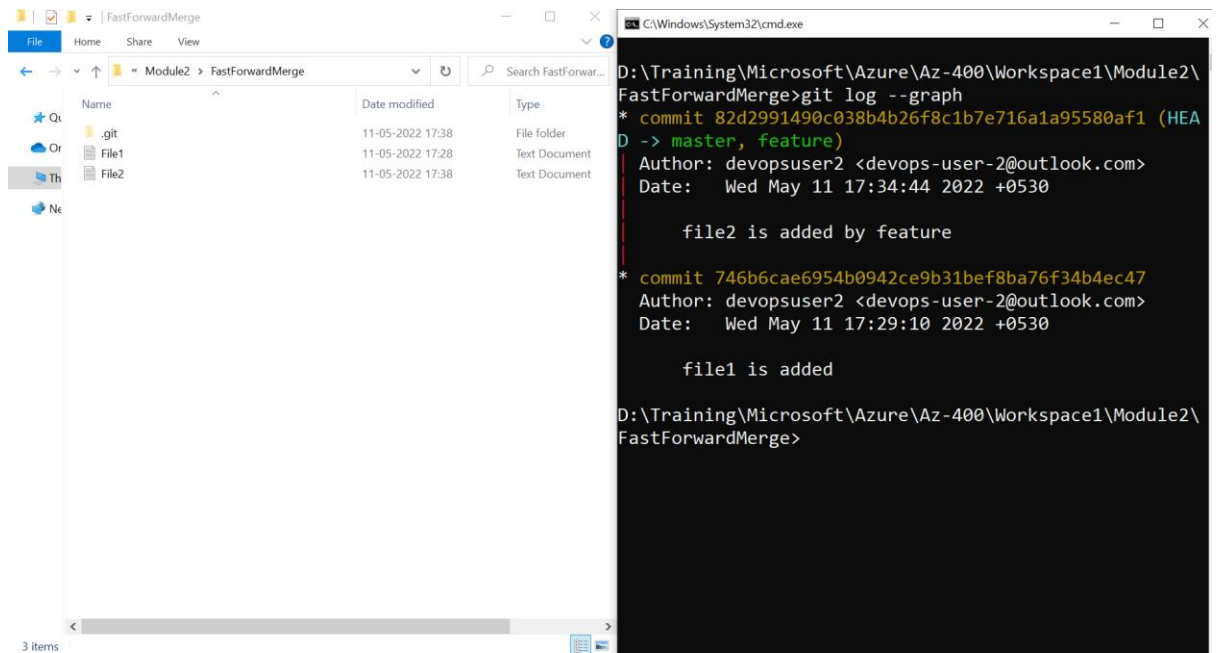 FastForwardMerge
File Home Share View
« Module2 > FastForwardMerge
Search FastForwar...
Name Date modified Type
.git 11-05-2022 17:38 File folder
File1 11-05-2022 17:28 Text Document
File2 11-05-2022 17:38 Text Document
Qu
Or
Th
Ne
3 items
C:\Windows\System32\cmd.exe
D:\Training\Microsoft\Azure\Az-400\Workspace1\Module2\
FastForwardMerge>git log --graph
* commit 82d2991490c038b4b26f8c1b7e716a1a95580af1 (HEA
D -> master, feature)
| Author: devopsuser2 <devops-user-2@outlook.com>
| Date:   Wed May 11 17:34:44 2022 +0530
|
|     file2 is added by feature
|
* commit 746b6cae6954b0942ce9b31bef8ba76f34b4ec47
Author: devopsuser2 <devops-user-2@outlook.com>
Date:   Wed May 11 17:29:10 2022 +0530
file1 is added
D:\Training\Microsoft\Azure\Az-400\Workspace1\Module2\
FastForwardMerge>